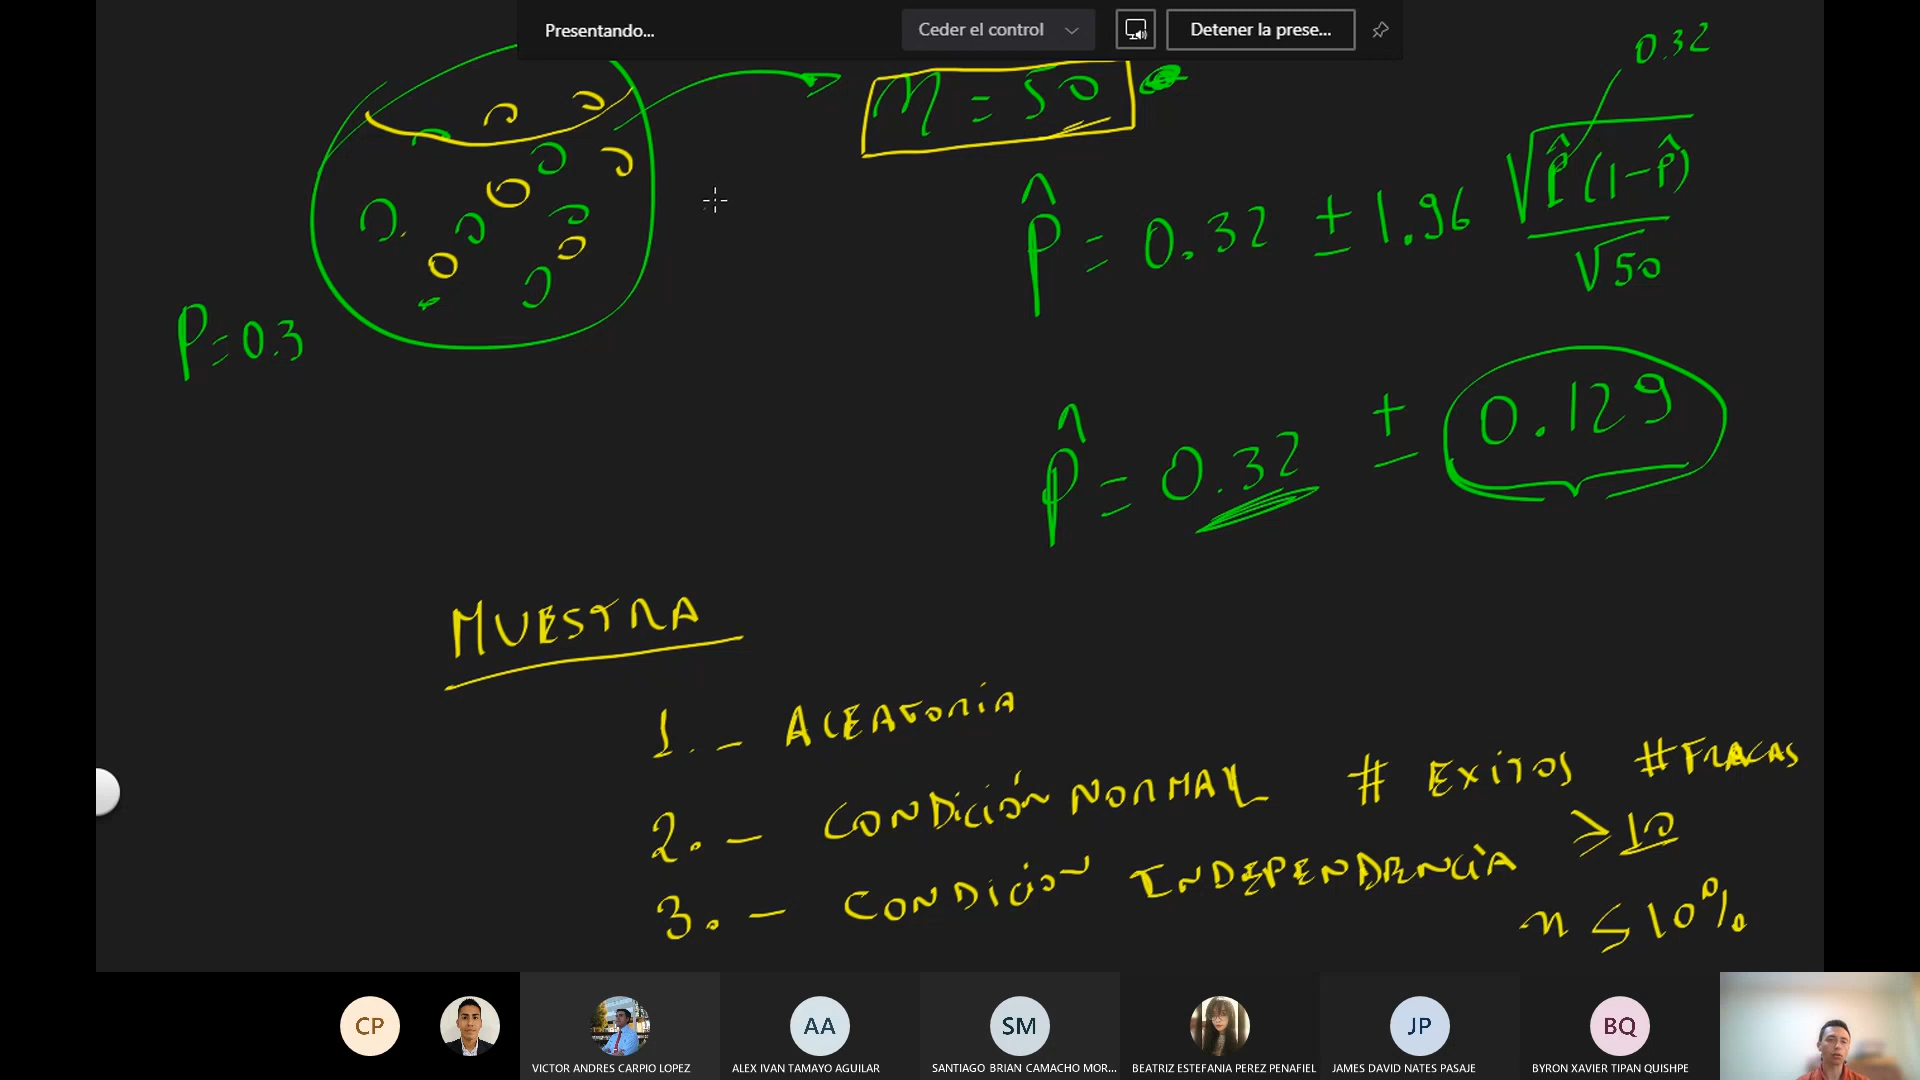 Presentando...
Ceder el control
Detener la prese...
0.32
n = 50
p̂ = 0.32 ± 1.96 √p̂(1-p̂) / √50
P=0.3
p̂ = 0.32 ± 0.129
MUESTRA
1.- ALEATORIA
2.- CONDICIÓN NORMAL # EXITOS #FRACAS
≥ 10
3.- CONDICIÓN INDEPENDENCIA
n ≤ 10%
CP
AA
SM
JP
BQ
VICTOR ANDRES CARPIO LOPEZ
ALEX IVAN TAMAYO AGUILAR
SANTIAGO BRIAN CAMACHO MOR...
BEATRIZ ESTEFANIA PEREZ PENAFIEL
JAMES DAVID NATES PASAJE
BYRON XAVIER TIPAN QUISHPE